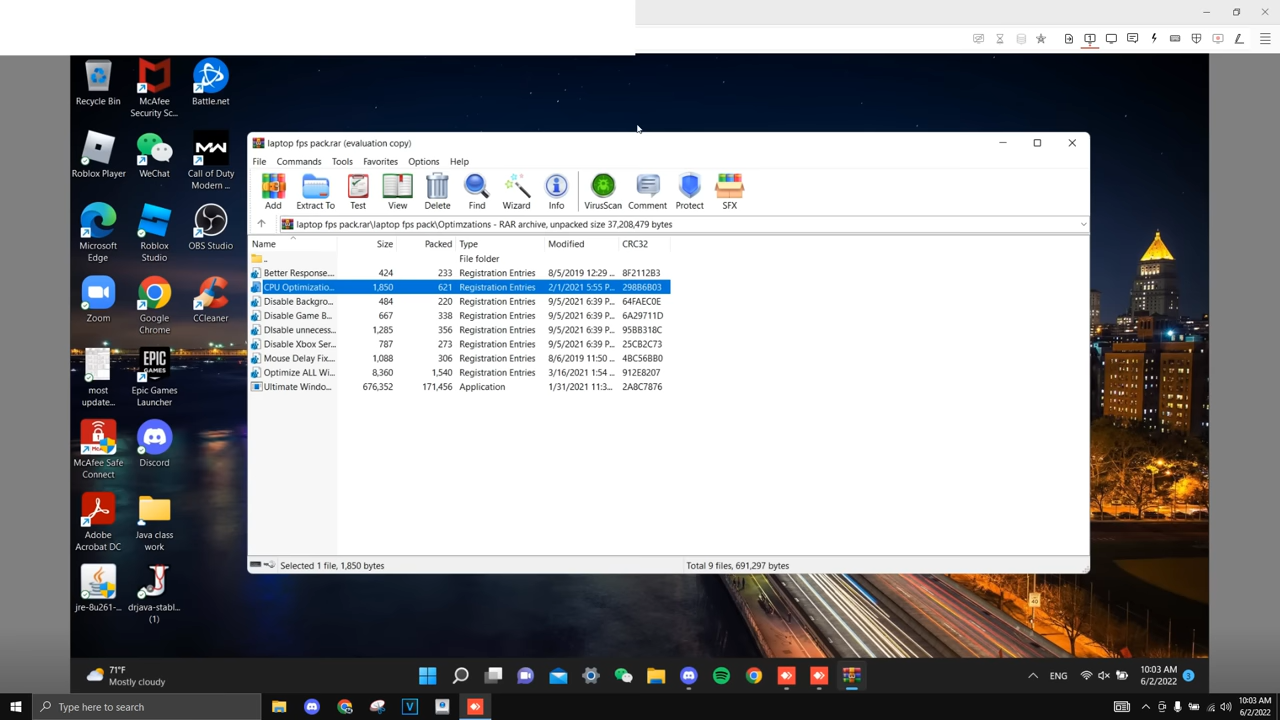 Recycle Bin
McAfee
Security Sc...
Battle.net
Roblox Player
WeChat
Call of Duty
Modern ...
Microsoft
Edge
Roblox
Studio
OBS Studio
Zoom
Google
Chrome
CCleaner
most
update...
EPIC
GAMES
Epic Games
Launcher
McAfee Safe
Connect
Discord
Adobe
Acrobat DC
Java class
work
jre-8u261-...
drjava-stabl...
(1)
laptop fps pack.rar (evaluation copy)
File Commands Tools Favorites Options Help
Add Extract To Test View Delete Find Wizard Info VirusScan Comment Protect SFX
laptop fps pack.rar\laptop fps pack\Optimzations - RAR archive, unpacked size 37,208,479 bytes
Name Size Packed Type Modified CRC32
.. File folder
Better Response... 424 233 Registration Entries 8/5/2019 12:29 ... 8F2112B3
CPU Optimizatio... 1,850 621 Registration Entries 2/1/2021 5:55 P... 298B6B03
Disable Backgro... 484 220 Registration Entries 9/5/2021 6:39 P... 64FAEC0E
Disable Game B... 667 338 Registration Entries 9/5/2021 6:39 P... 6A29711D
DIsable unnecess... 1,285 356 Registration Entries 9/5/2021 6:39 P... 95BB318C
Disable Xbox Ser... 787 273 Registration Entries 9/5/2021 6:39 P... 25CB2C73
Mouse Delay Fix.... 1,088 306 Registration Entries 8/6/2019 11:50 ... 4BC56BB0
Optimize ALL Wi... 8,360 1,540 Registration Entries 3/16/2021 1:54 ... 912E8207
Ultimate Windo... 676,352 171,456 Application 1/31/2021 11:3... 2A8C7876
Selected 1 file, 1,850 bytes
Total 9 files, 691,297 bytes
71°F
Mostly cloudy
ENG
10:03 AM
6/2/2022
3
Type here to search
V
10:03 AM
6/2/2022